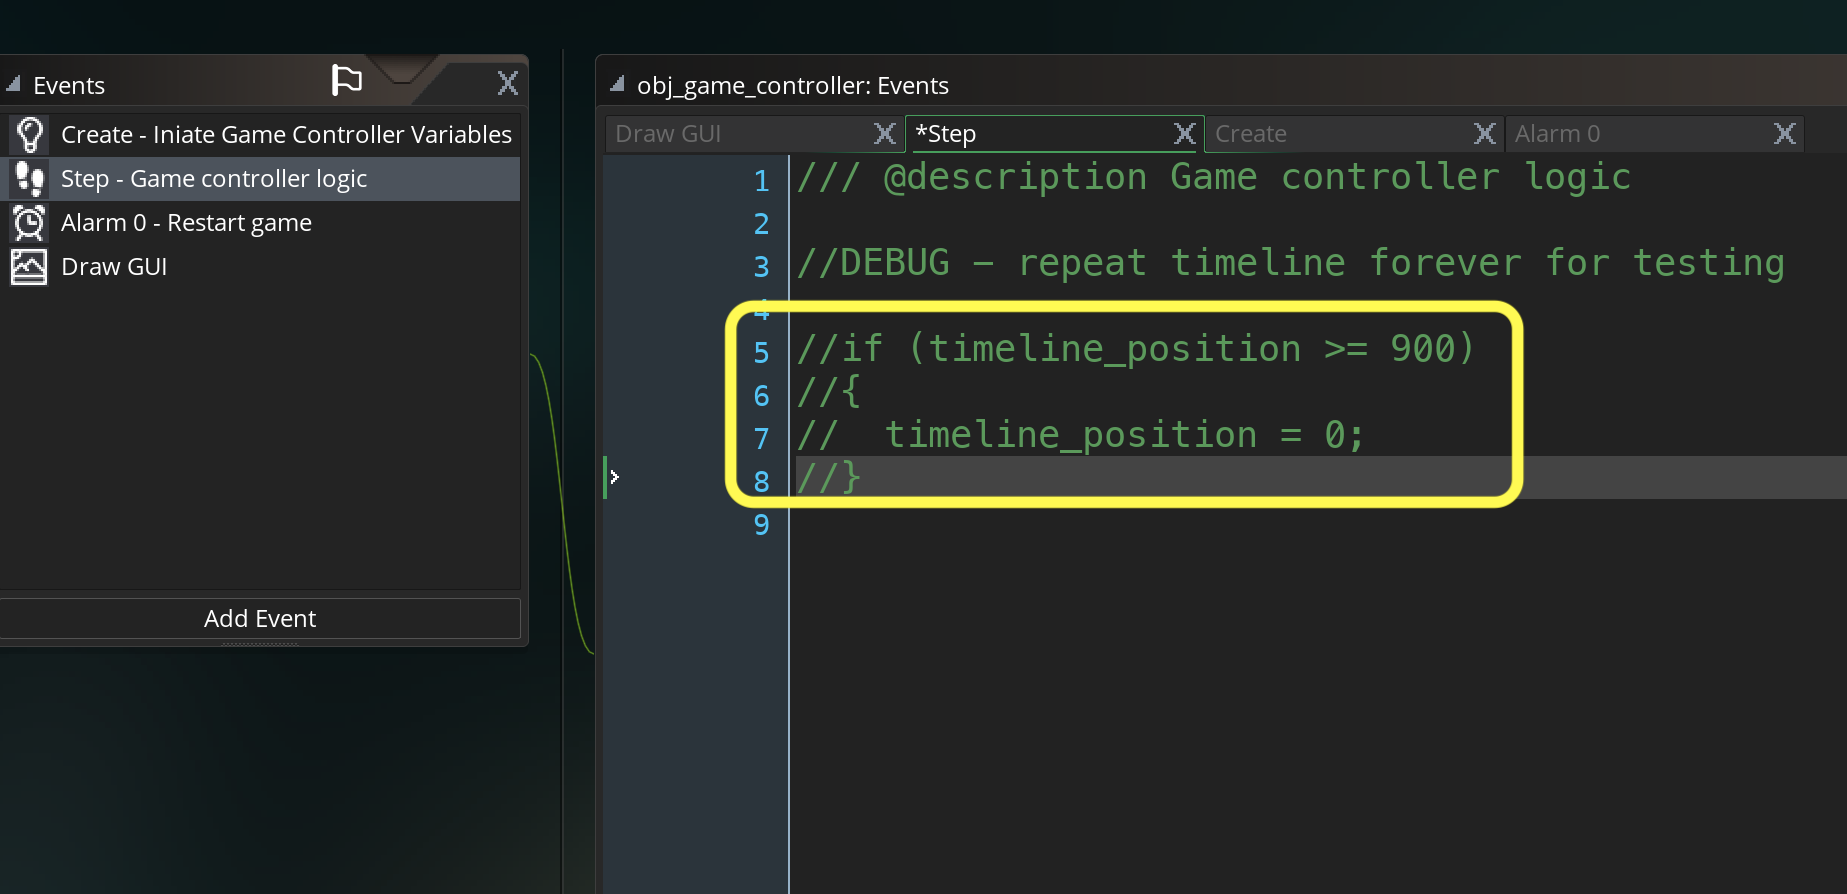 Events
Create - Iniate Game Controller Variables
Step - Game controller logic
Alarm 0 - Restart game
Draw GUI
Add Event
obj_game_controller: Events
Draw GUI
*Step
Create
Alarm 0
1 /// @description Game controller logic
2
3 //DEBUG - repeat timeline forever for testing
4
5 //if (timeline_position >= 900)
6 //{
7 //  timeline_position = 0;
8 //}
9